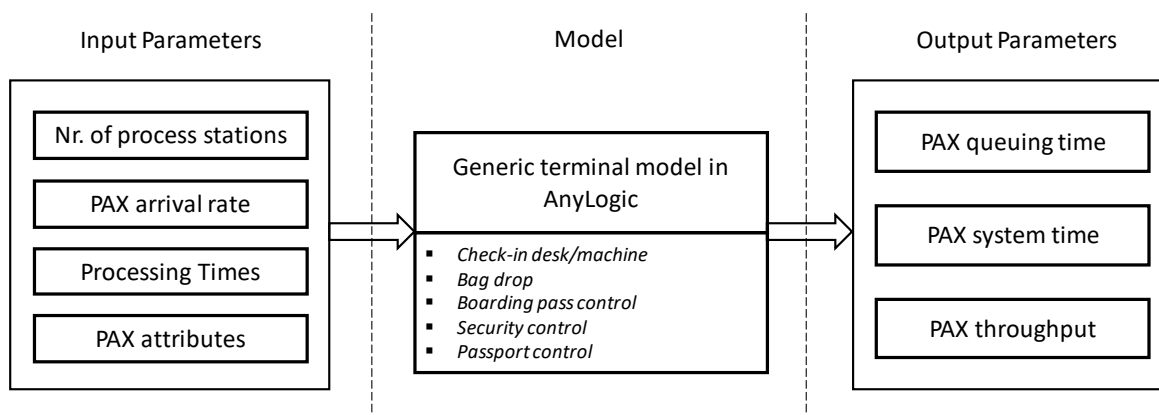 Input Parameters
Nr. of process stations
PAX arrival rate
Processing Times
PAX attributes
Model
Generic terminal model in
AnyLogic
▪ Check-in desk/machine
▪ Bag drop
▪ Boarding pass control
▪ Security control
▪ Passport control
Output Parameters
PAX queuing time
PAX system time
PAX throughput